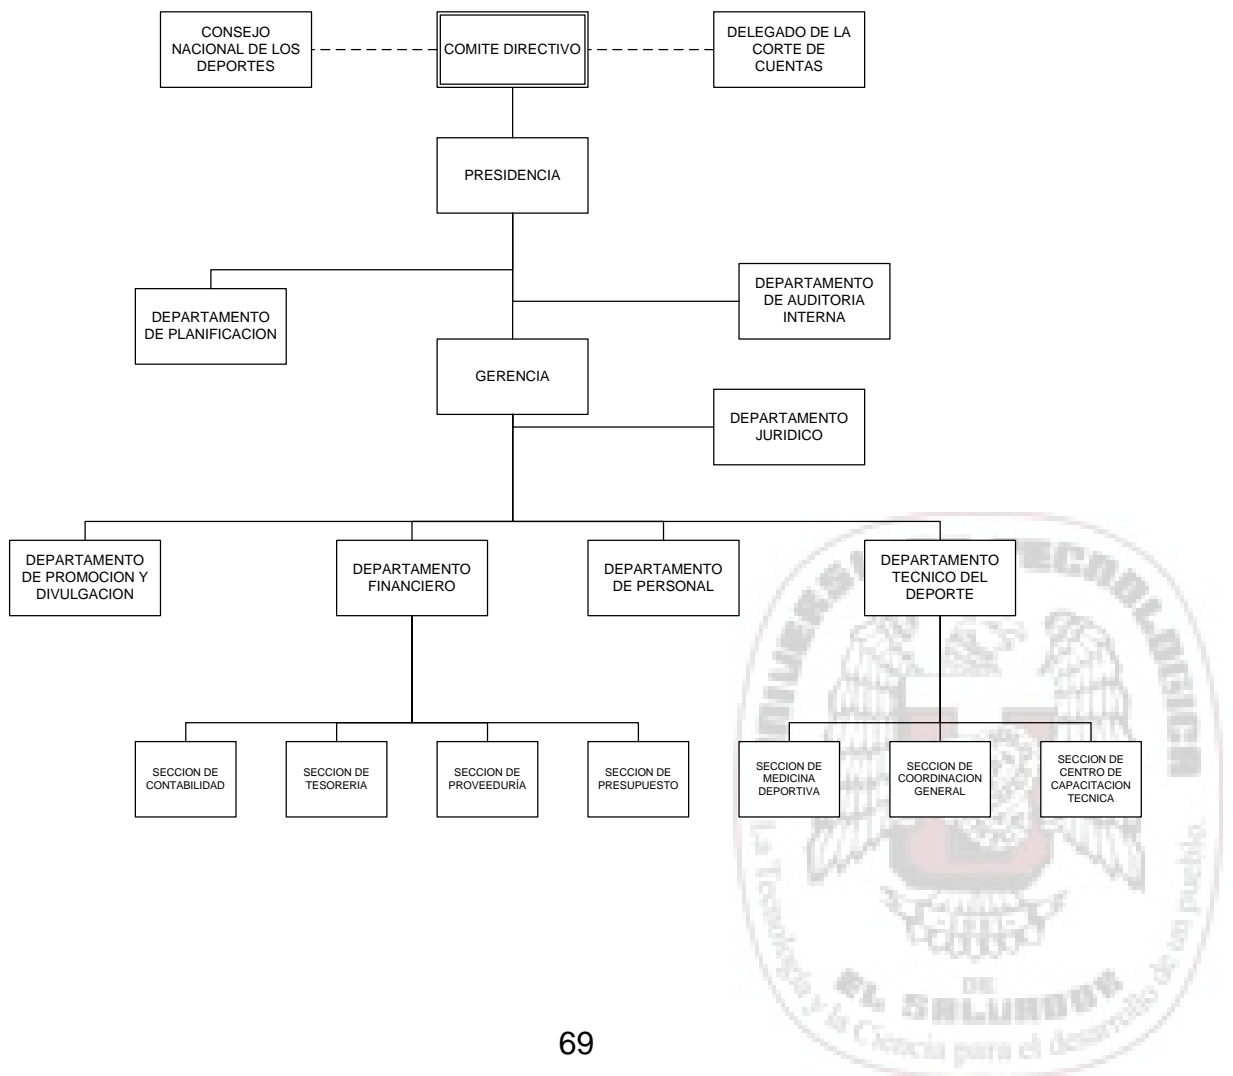 CONSEJO
NACIONAL DE LOS
DEPORTES
COMITE DIRECTIVO
DELEGADO DE LA
CORTE DE
CUENTAS
PRESIDENCIA
DEPARTAMENTO
DE PLANIFICACION
DEPARTAMENTO
DE AUDITORIA
INTERNA
GERENCIA
DEPARTAMENTO
JURIDICO
DEPARTAMENTO
DE PROMOCION Y
DIVULGACION
DEPARTAMENTO
FINANCIERO
DEPARTAMENTO
DE PERSONAL
DEPARTAMENTO
TECNICO DEL
DEPORTE
SECCION DE
CONTABILIDAD
SECCION DE
TESORERIA
SECCION DE
PROVEEDURÍA
SECCION DE
PRESUPUESTO
SECCION DE
MEDICINA
DEPORTIVA
SECCION DE
COORDINACION
GENERAL
SECCION DE
CENTRO DE
CAPACITACION
TECNICA
TECNOLOGICA
DE
EL SALVADOR
La Tecnología y la Ciencia para el desarrollo de un pueblo.
69